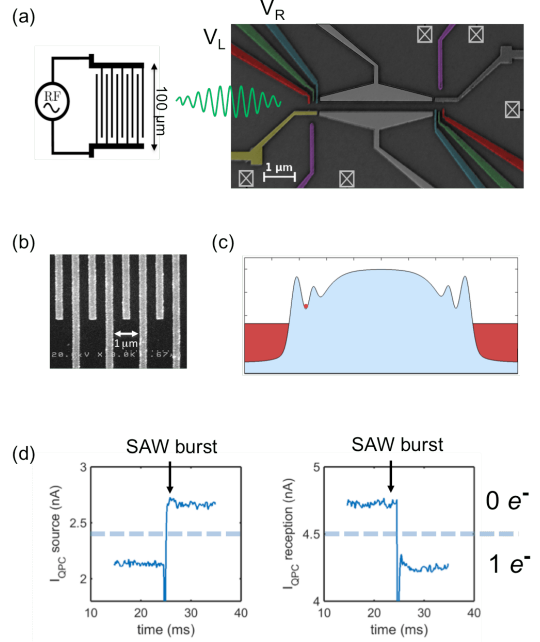 (a)
V_R
V_L
RF
100 μm
1 μm
(b)
1μm
(c)
(d)
SAW burst
3
2.5
2
I_QPC source (nA)
10 20 30 40
time (ms)
SAW burst
5
4.5
4
I_QPC reception (nA)
10 20 30 40
time (ms)
0 e⁻
1 e⁻